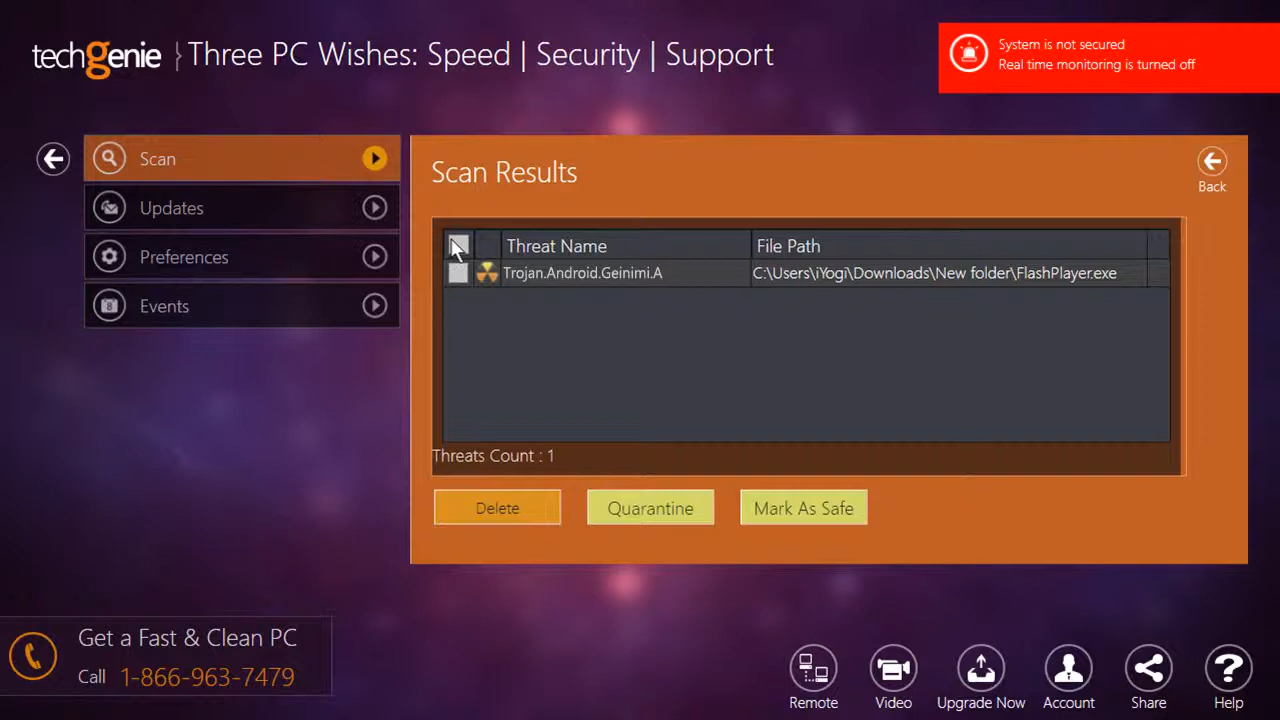 techgenie Three PC Wishes: Speed | Security | Support
System is not secured
Real time monitoring is turned off
Scan
Updates
Preferences
8 Events
Scan Results
Back
Threat Name File Path
Trojan.Android.Geinimi.A C:\Users\iYogi\Downloads\New folder\FlashPlayer.exe
Threats Count : 1
Delete Quarantine Mark As Safe
Get a Fast & Clean PC
Call 1-866-963-7479
Remote Video Upgrade Now Account Share ? Help